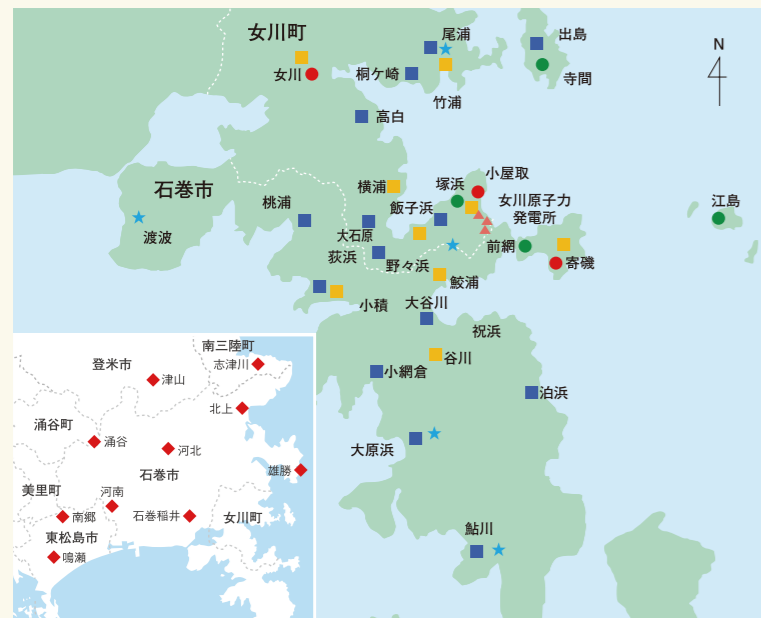 女川町
尾浦
出島
N
女川
桐ケ崎
寺間
竹浦
高白
小屋取
横浦
塚浜
石巻市
女川原子力
発電所
江島
桃浦
飯子浜
渡波
大石原
前網
荻浜
野々浜
寄磯
鮫浦
小積
大谷川
祝浜
谷川
小網倉
泊浜
大原浜
鮎川
南三陸町
登米市
志津川
津山
北上
涌谷町
涌谷
河北
石巻市
雄勝
美里町
河南
南郷
石巻稲井
女川町
東松島市
鳴瀬